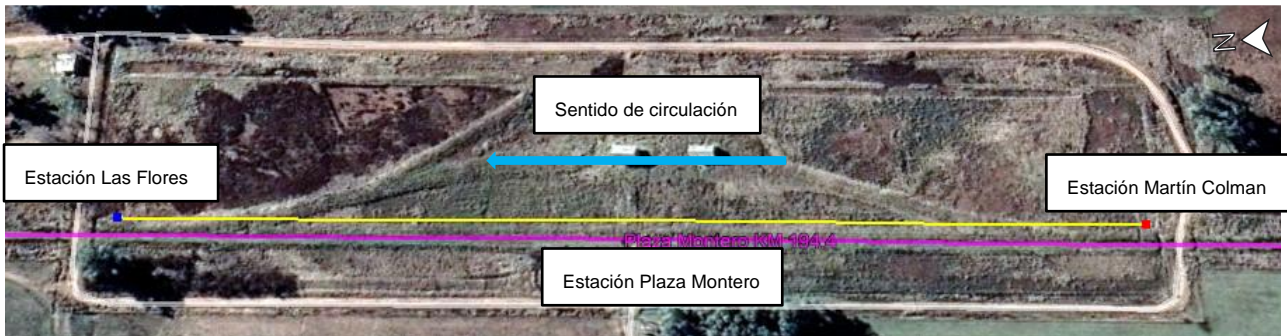 N
Sentido de circulación
Estación Las Flores
Estación Martín Colman
Plaza Montero KM 194.4
Estación Plaza Montero